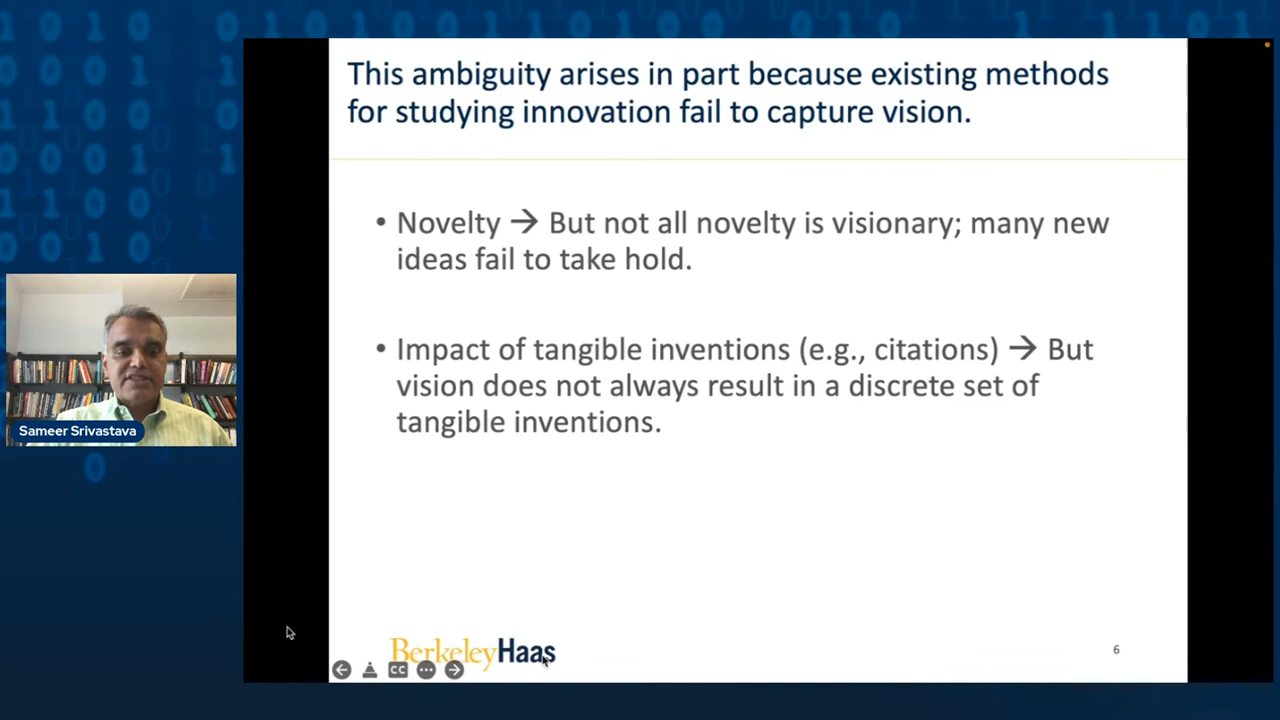 This ambiguity arises in part because existing methods
for studying innovation fail to capture vision.
• Novelty → But not all novelty is visionary; many new
ideas fail to take hold.
• Impact of tangible inventions (e.g., citations) → But
vision does not always result in a discrete set of
tangible inventions.
Sameer Srivastava
BerkeleyHaas
CC
6